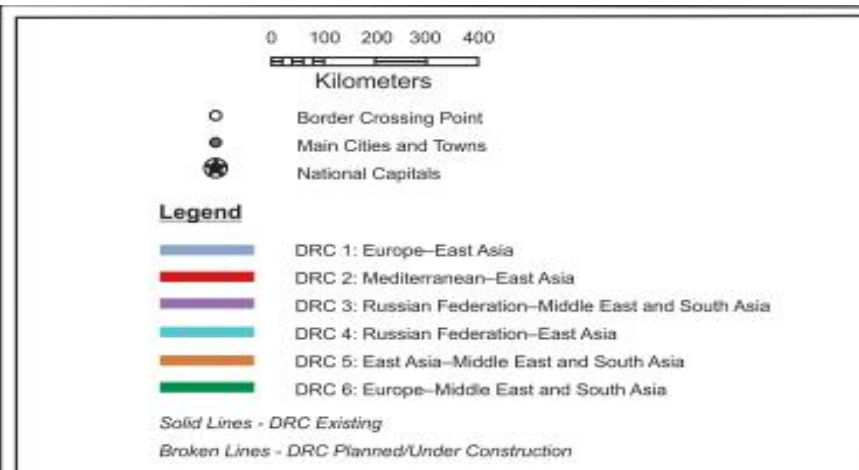 0 100 200 300 400
Kilometers
Border Crossing Point
Main Cities and Towns
National Capitals
Legend
DRC 1: Europe–East Asia
DRC 2: Mediterranean–East Asia
DRC 3: Russian Federation–Middle East and South Asia
DRC 4: Russian Federation–East Asia
DRC 5: East Asia–Middle East and South Asia
DRC 6: Europe–Middle East and South Asia
Solid Lines - DRC Existing
Broken Lines - DRC Planned/Under Construction